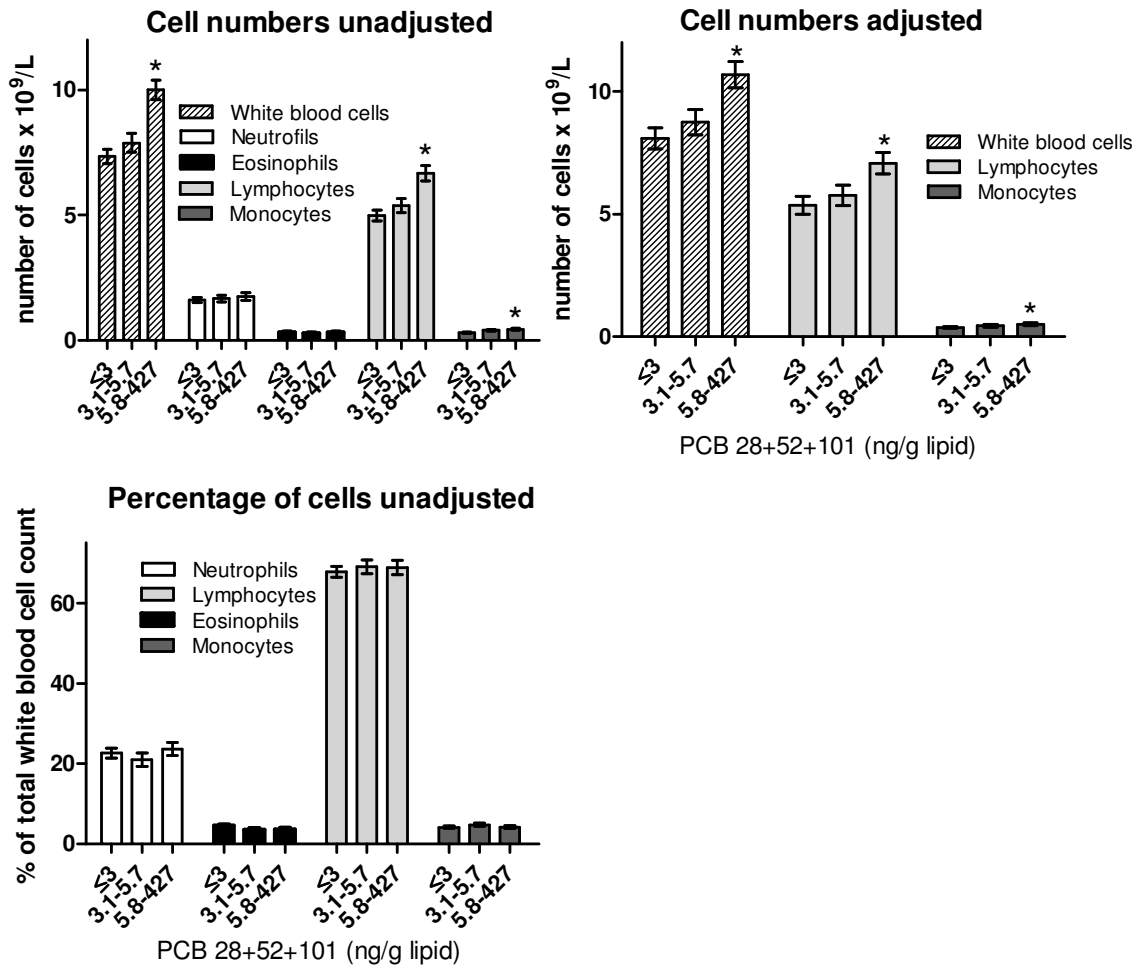 Cell numbers unadjusted
number of cells x 10⁹/L
10
5
0
*
*
*
White blood cells
Neutrofils
Eosinophils
Lymphocytes
Monocytes
≤3
3.1-5.7
5.8-427
≤3
3.1-5.7
5.8-427
≤3
3.1-5.7
5.8-427
≤3
3.1-5.7
5.8-427
≤3
3.1-5.7
5.8-427
Cell numbers adjusted
number of cells x 10⁹/L
10
5
0
*
*
*
White blood cells
Lymphocytes
Monocytes
≤3
3.1-5.7
5.8-427
≤3
3.1-5.7
5.8-427
≤3
3.1-5.7
5.8-427
PCB 28+52+101 (ng/g lipid)
Percentage of cells unadjusted
% of total white blood cell count
60
40
20
0
Neutrophils
Lymphocytes
Eosinophils
Monocytes
≤3
3.1-5.7
5.8-427
≤3
3.1-5.7
5.8-427
≤3
3.1-5.7
5.8-427
≤3
3.1-5.7
5.8-427
PCB 28+52+101 (ng/g lipid)